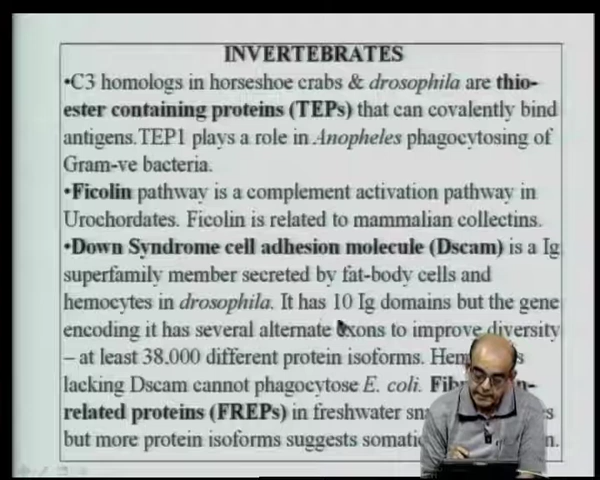 INVERTEBRATES
•C3 homologs in horseshoe crabs & drosophila are thio-
ester containing proteins (TEPs) that can covalently bind
antigens.TEP1 plays a role in Anopheles phagocytosing of
Gram-ve bacteria.
•Ficolin pathway is a complement activation pathway in
Urochordates. Ficolin is related to mammalian collectins.
•Down Syndrome cell adhesion molecule (Dscam) is a Ig
superfamily member secreted by fat-body cells and
hemocytes in drosophila. It has 10 Ig domains but the gene
encoding it has several alternate exons to improve diversity
– at least 38,000 different protein isoforms.
lacking Dscam cannot phagocytose E. coli.
related proteins (FREPs) in freshwater
but more protein isoforms suggests